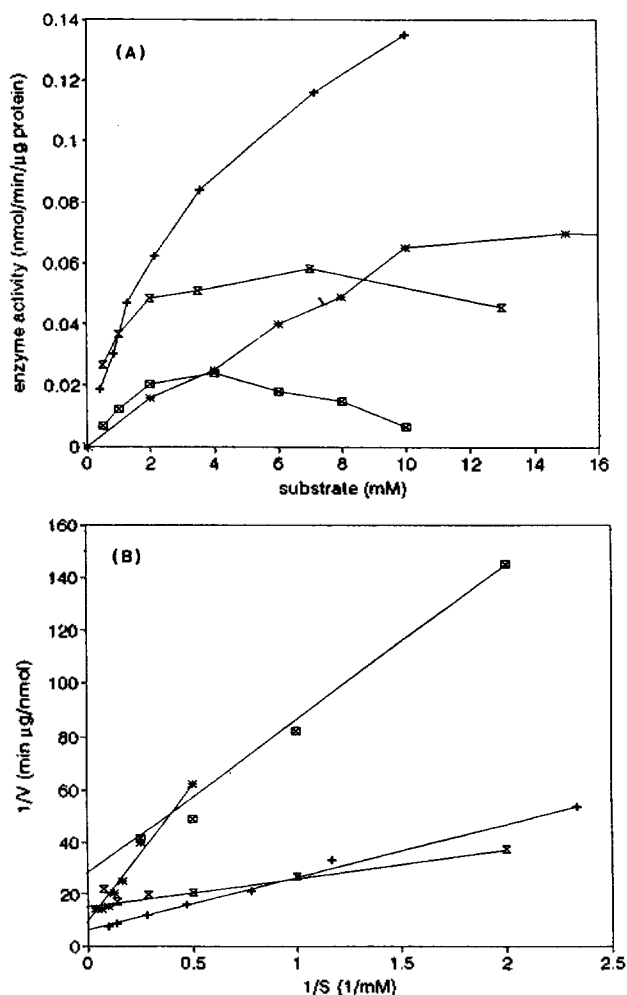 (A)
0.14
0.12
0.1
0.08
0.06
0.04
0.02
0
0 2 4 6 8 10 12 14 16
enzyme activity (nmol/min/µg protein)
substrate (mM)
(B)
160
140
120
100
80
60
40
20
0
0 0.5 1 1.5 2 2.5
1/V (min µg/nmol)
1/S {1/mM)